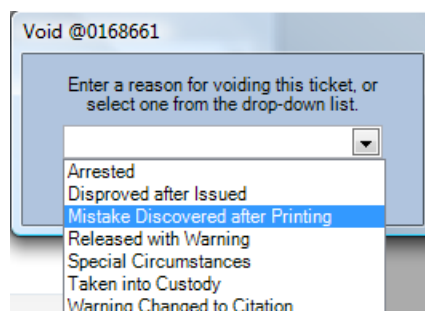 Void @0168661
Enter a reason for voiding this ticket, or
select one from the drop-down list.
Arrested
Disproved after Issued
Mistake Discovered after Printing
Released with Warning
Special Circumstances
Taken into Custody
Warning Changed to Citation